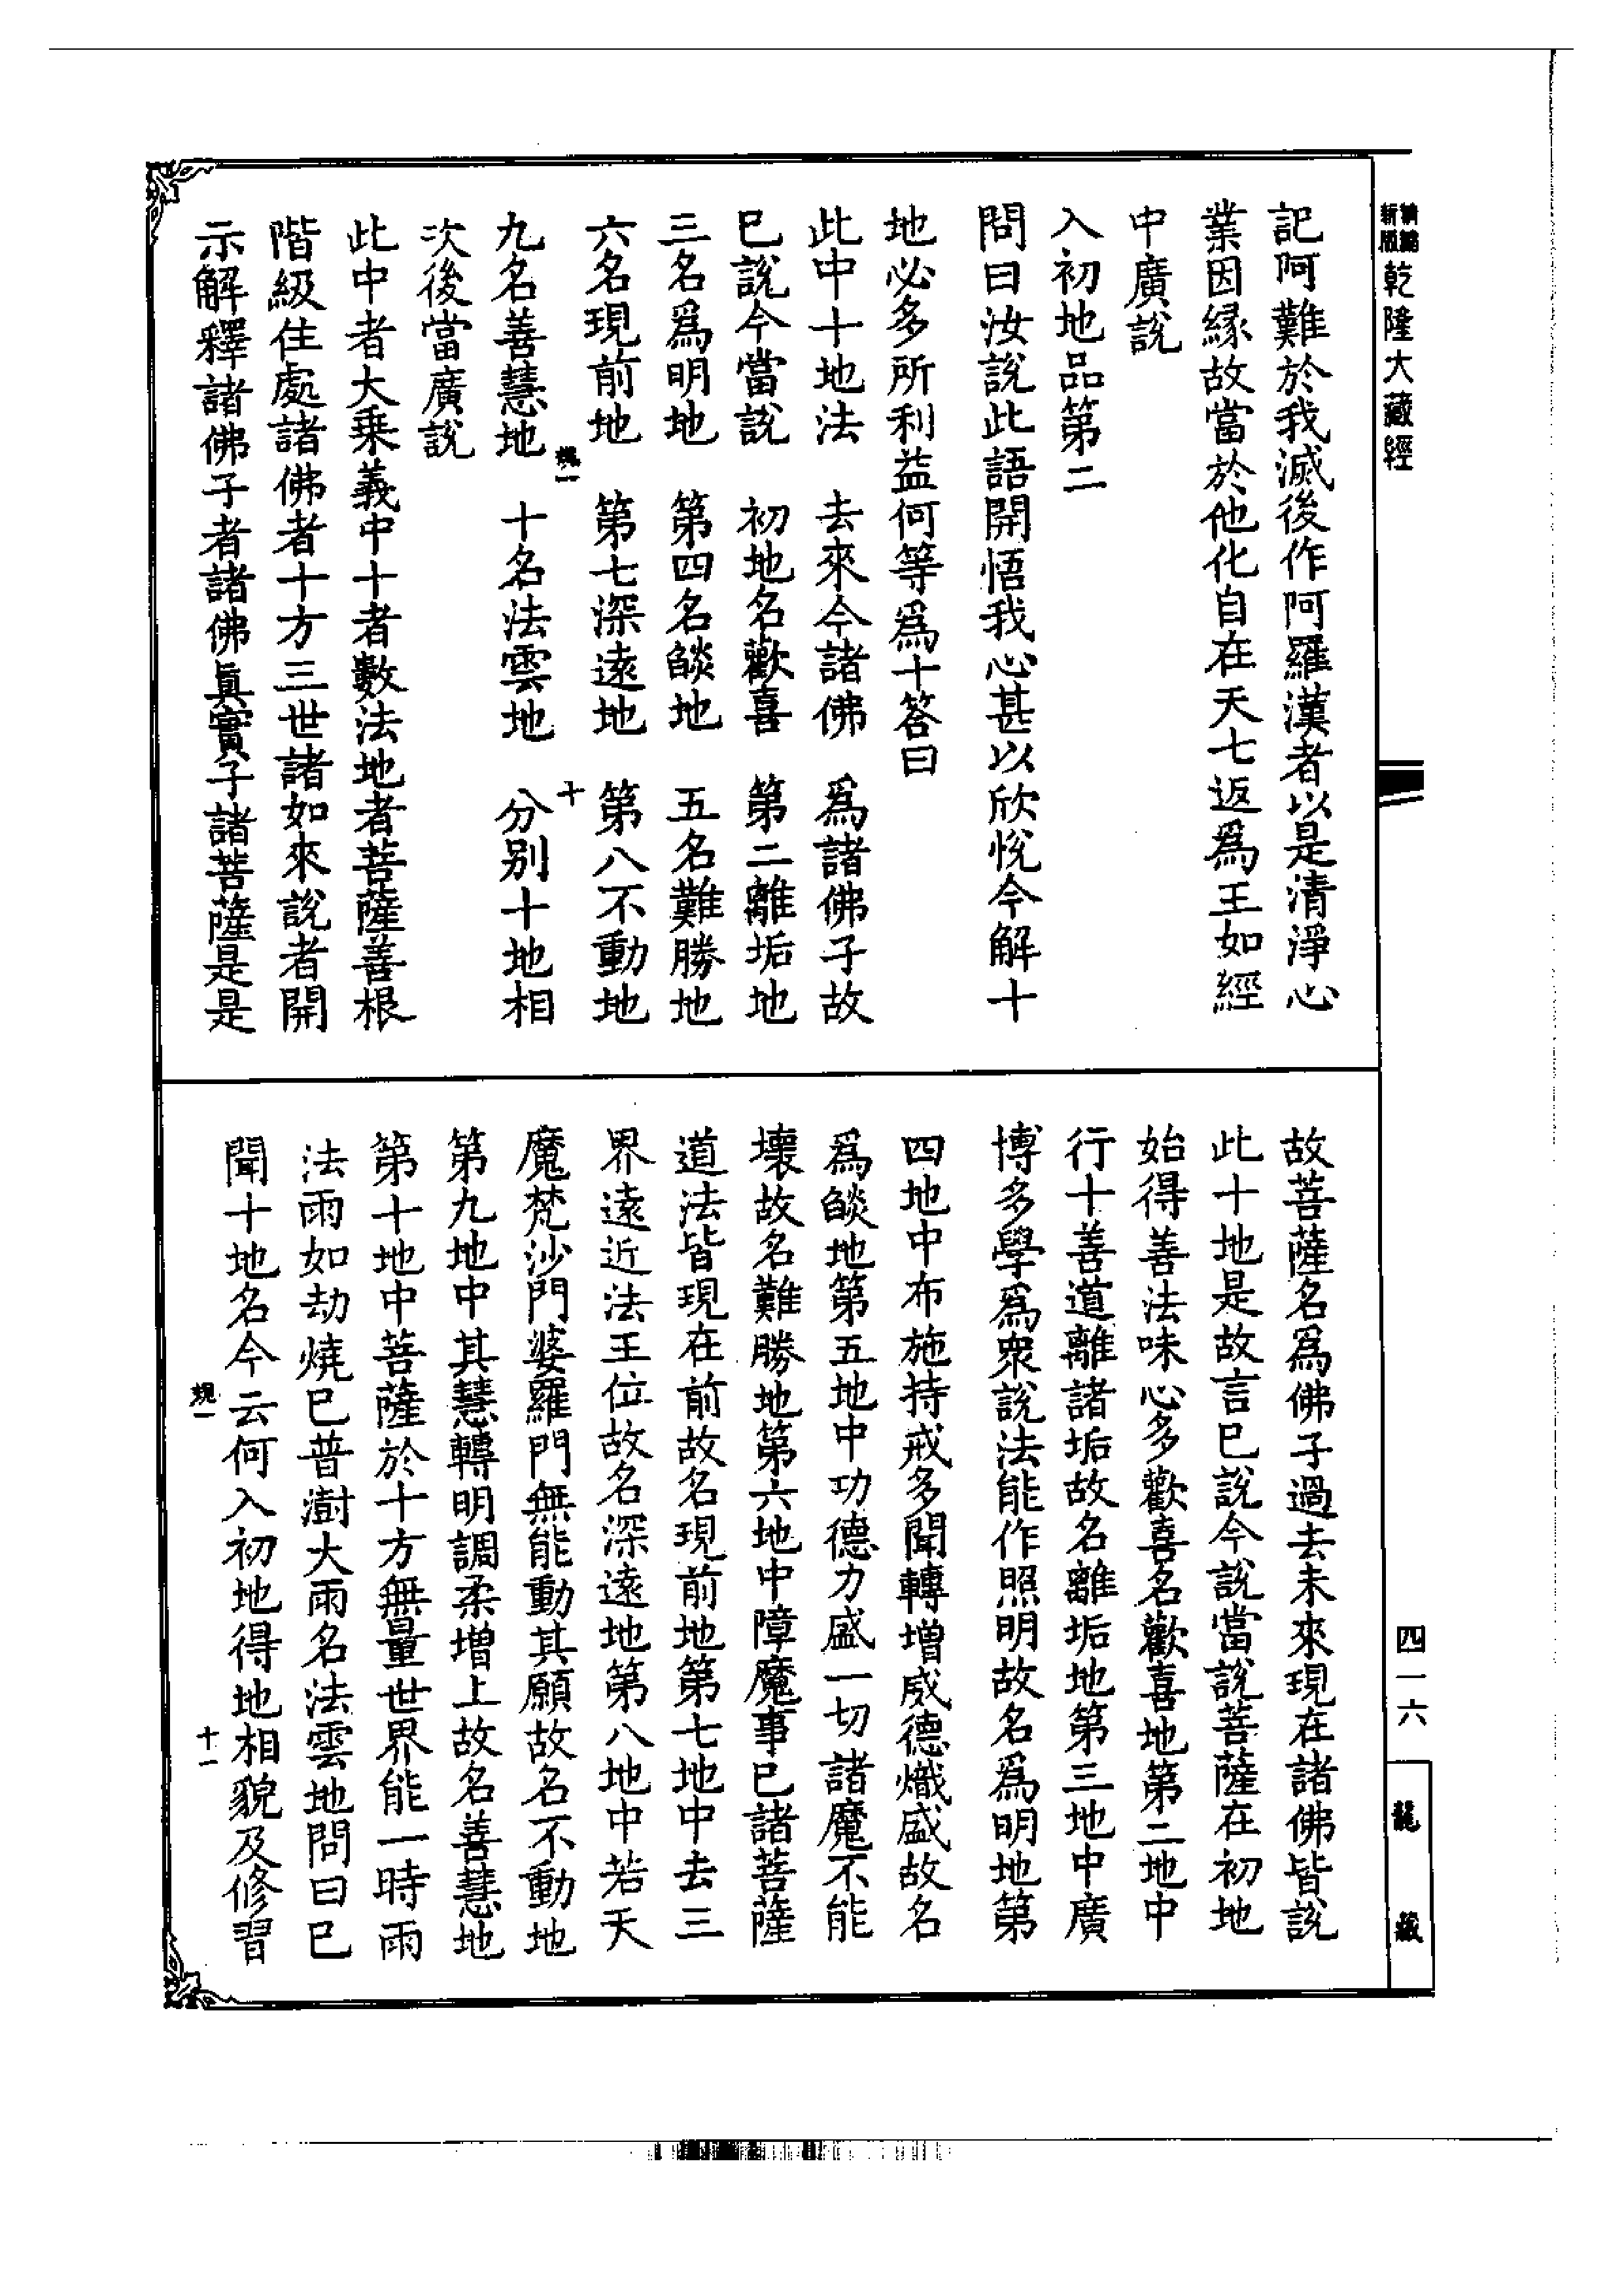 新編
新版
乾隆大藏經
記阿難於我滅後作阿羅漢者以是清淨心
業因緣故當於他化自在天七返爲王如經
中廣說
入初地品第二
問曰汝說此語開悟我心甚以欣悅今解十
地必多所利益何等爲十答曰
此中十地法　去來今諸佛　爲諸佛子故
已說今當說　初地名歡喜　第二離垢地
三名爲明地　第四名燄地　五名難勝地
六名現前地　第七深遠地　第八不動地
九名善慧地　十名法雲地　分別十地相
次後當廣說
此中者大乘義中十者數法地者菩薩善根
階級住處諸佛者十方三世諸如來說者開
示解釋諸佛子者諸佛眞實子諸菩薩是是
槻一
十
故菩薩名爲佛子過去未來現在諸佛皆說
此十地是故言已說今說當說菩薩在初地
始得善法味心多歡喜名歡喜地第二地中
行十善道離諸垢故名離垢地第三地中廣
博多學爲衆說法能作照明故名爲明地第
四地中布施持戒多聞轉增威德熾盛故名
爲燄地第五地中功德力盛一切諸魔不能
壞故名難勝地第六地中障魔事已諸菩薩
道法皆現在前故名現前地第七地中去三
界遠近法王位故名深遠地第八地中若天
魔梵沙門婆羅門無能動其願故名不動地
第九地中其慧轉明調柔增上故名善慧地
第十地中菩薩於十方無量世界能一時雨
法雨如劫燒已普澍大雨名法雲地問曰已
聞十地名今云何入初地得地相貌及修習
槻一
十一
四一六
龍藏